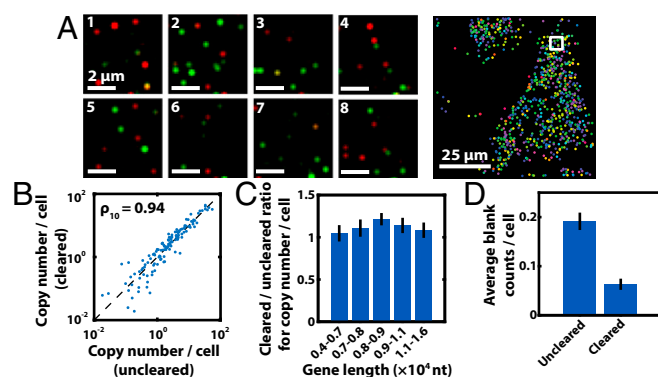 A
1
2
3
4
2 µm
5
6
7
8
25 µm
B
ρ10 = 0.94
10²
10⁰
10⁻²
10⁻²
10⁰
10²
Copy number / cell
(cleared)
Copy number / cell
(uncleared)
C
1.5
1
0.5
0
0.4-0.7
0.7-0.8
0.8-0.9
0.9-1.1
1.1-1.6
Cleared / uncleared ratio
for copy number / cell
Gene length (×10⁴ nt)
D
0.2
0.1
0
Uncleared
Cleared
Average blank
counts / cell